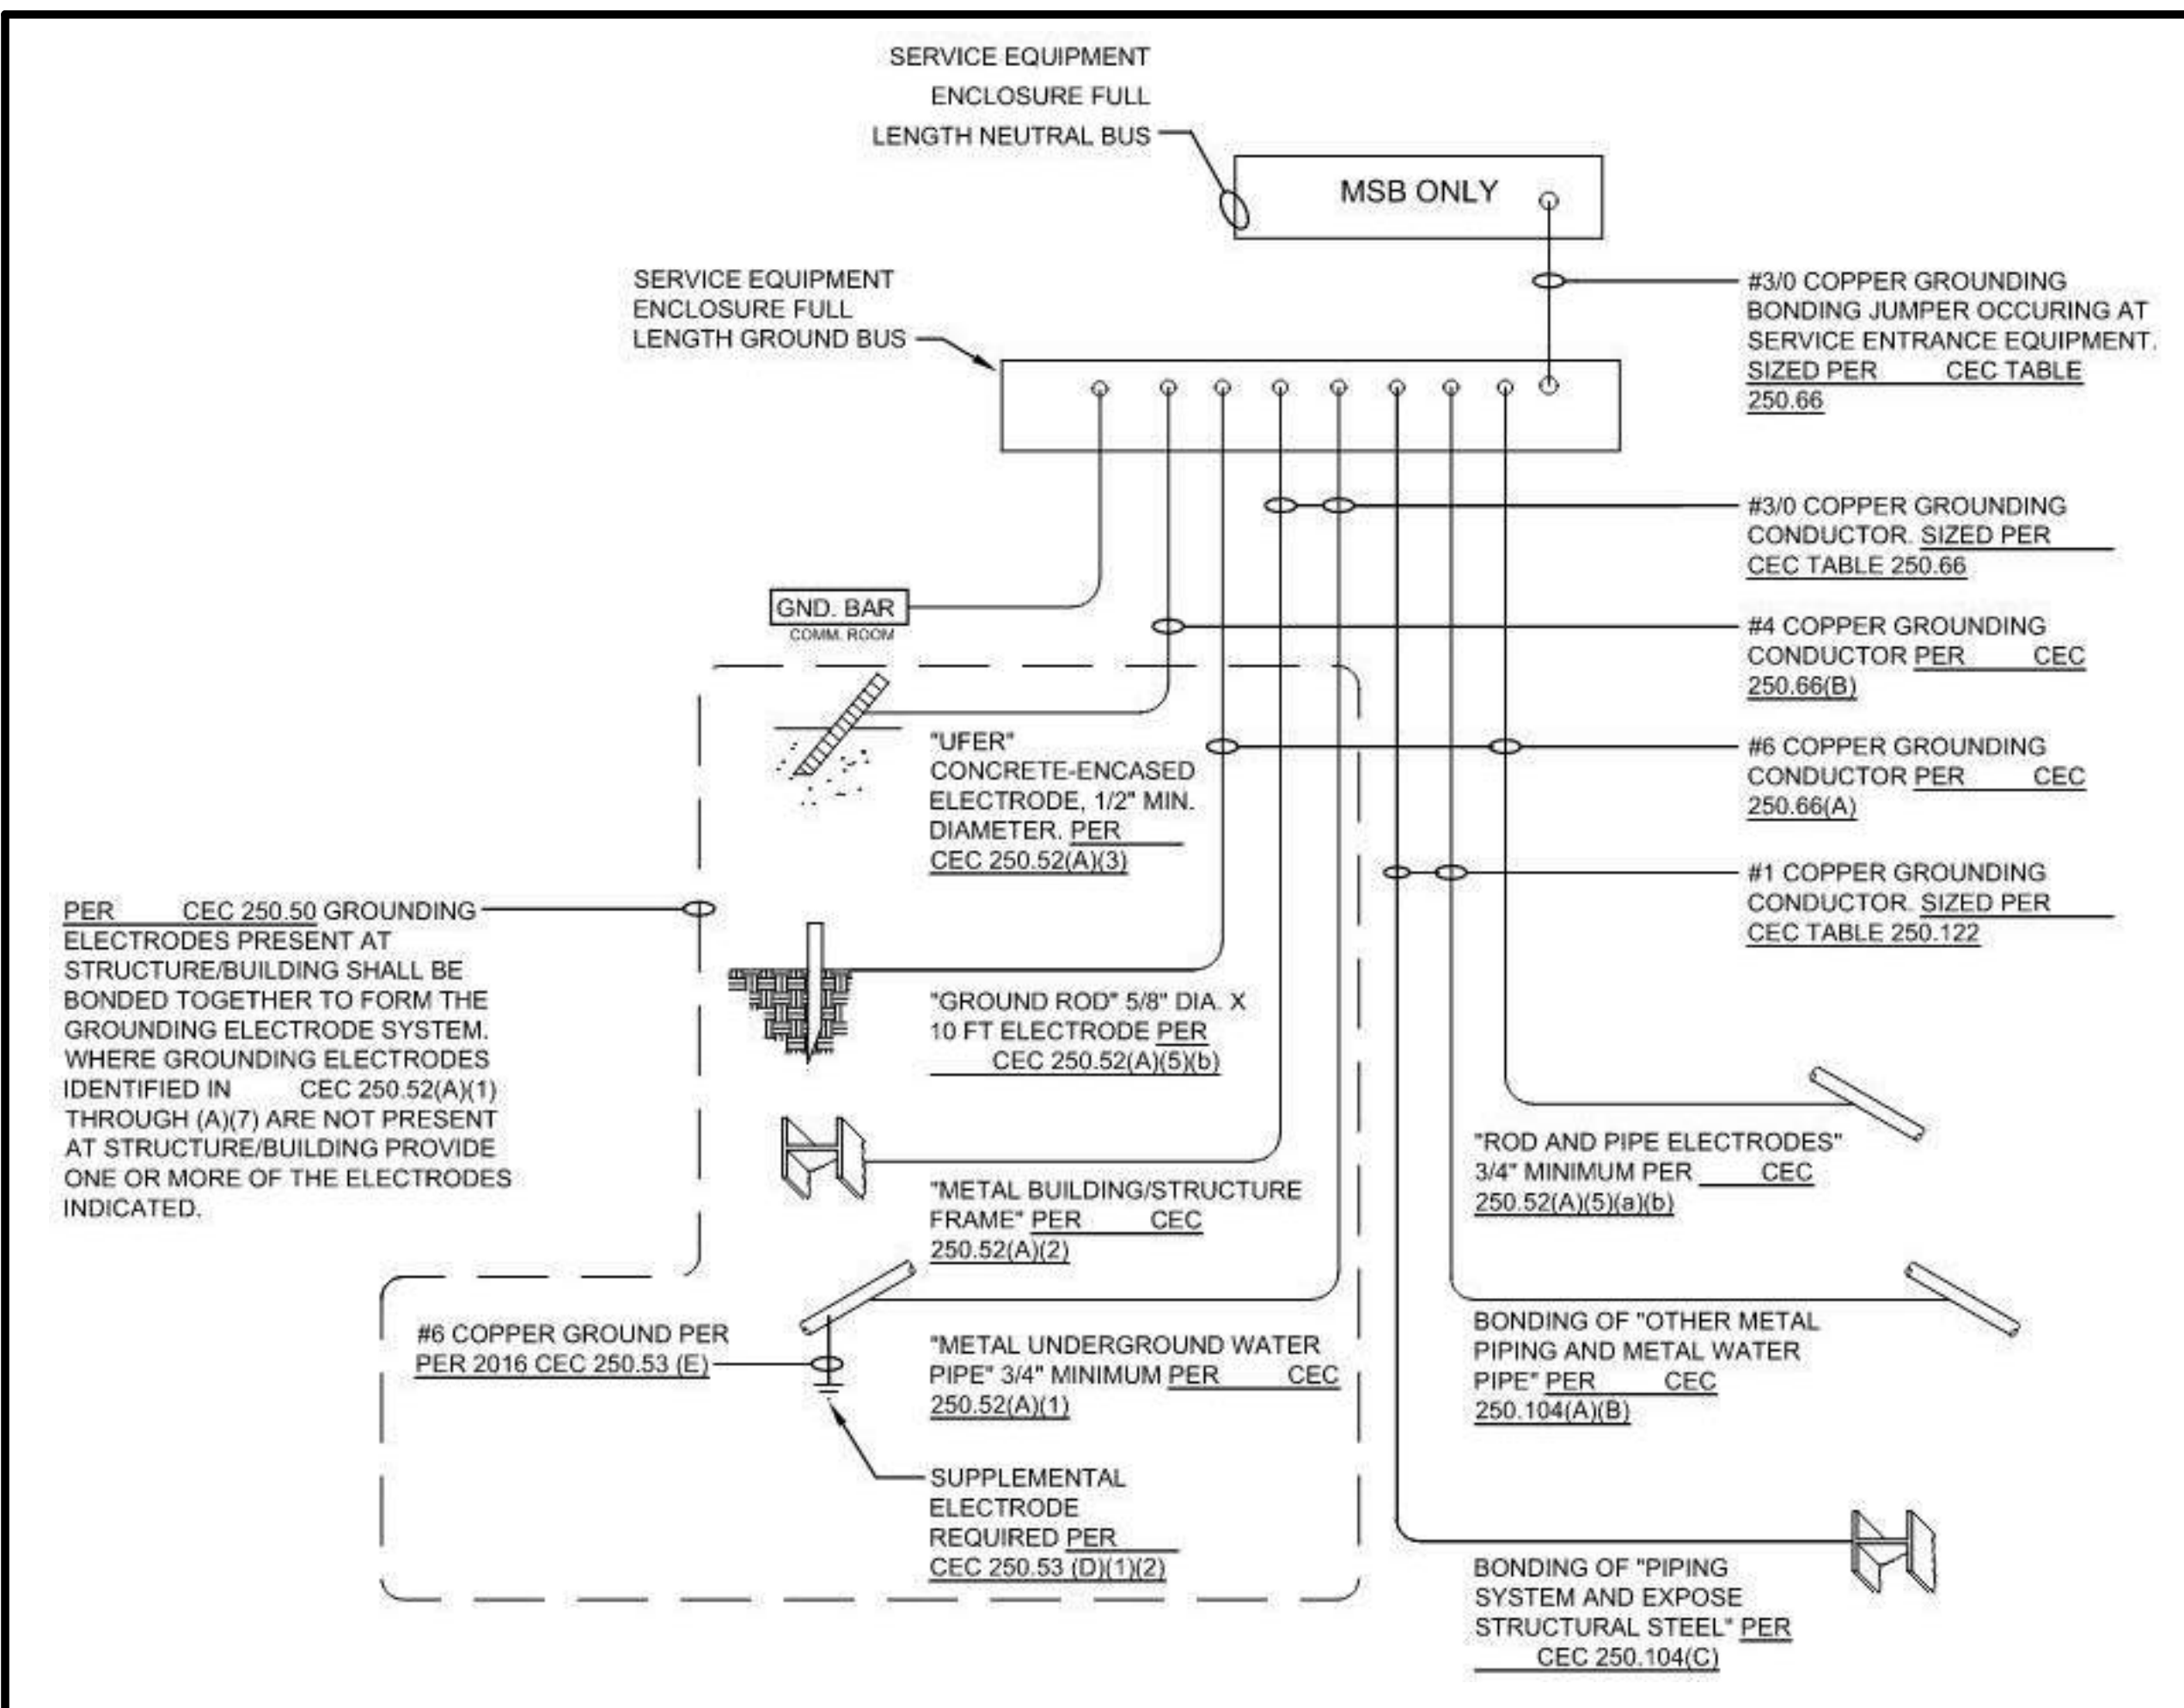 SERVICE EQUIPMENT
ENCLOSURE FULL
LENGTH NEUTRAL BUS
MSB ONLY
SERVICE EQUIPMENT
ENCLOSURE FULL
LENGTH GROUND BUS
#3/0 COPPER GROUNDING
BONDING JUMPER OCCURING AT
SERVICE ENTRANCE EQUIPMENT.
SIZED PER CEC TABLE
250.66
#3/0 COPPER GROUNDING
CONDUCTOR. SIZED PER
CEC TABLE 250.66
GND. BAR
COMM. ROOM
#4 COPPER GROUNDING
CONDUCTOR PER CEC
250.66(B)
"UFER"
CONCRETE-ENCASED
ELECTRODE, 1/2" MIN.
DIAMETER. PER
CEC 250.52(A)(3)
#6 COPPER GROUNDING
CONDUCTOR PER CEC
250.66(A)
#1 COPPER GROUNDING
CONDUCTOR. SIZED PER
CEC TABLE 250.122
PER CEC 250.50 GROUNDING
ELECTRODES PRESENT AT
STRUCTURE/BUILDING SHALL BE
BONDED TOGETHER TO FORM THE
GROUNDING ELECTRODE SYSTEM.
WHERE GROUNDING ELECTRODES
IDENTIFIED IN CEC 250.52(A)(1)
THROUGH (A)(7) ARE NOT PRESENT
AT STRUCTURE/BUILDING PROVIDE
ONE OR MORE OF THE ELECTRODES
INDICATED.
"GROUND ROD" 5/8" DIA. X
10 FT ELECTRODE PER
CEC 250.52(A)(5)(b)
"METAL BUILDING/STRUCTURE
FRAME" PER CEC
250.52(A)(2)
"ROD AND PIPE ELECTRODES"
3/4" MINIMUM PER CEC
250.52(A)(5)(a)(b)
#6 COPPER GROUND PER
PER 2016 CEC 250.53 (E)
"METAL UNDERGROUND WATER
PIPE" 3/4" MINIMUM PER CEC
250.52(A)(1)
BONDING OF "OTHER METAL
PIPING AND METAL WATER
PIPE" PER CEC
250.104(A)(B)
SUPPLEMENTAL
ELECTRODE
REQUIRED PER
CEC 250.53 (D)(1)(2)
BONDING OF "PIPING
SYSTEM AND EXPOSE
STRUCTURAL STEEL" PER
CEC 250.104(C)